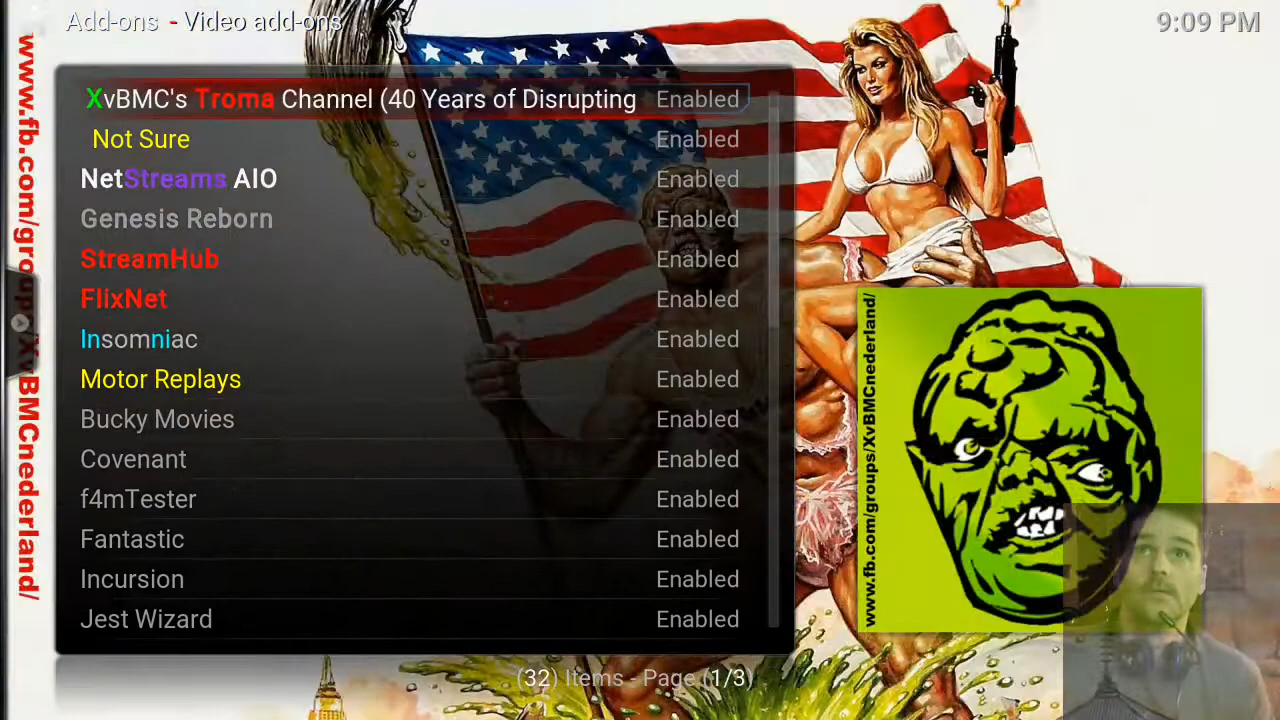 Add-ons - Video add-ons
9:09 PM
www.fb.com/groups/XvBMCnederland/
XvBMC's Troma Channel (40 Years of Disrupting Enabled
Not Sure Enabled
NetStreams AIO Enabled
Genesis Reborn Enabled
StreamHub Enabled
FlixNet Enabled
Insomniac Enabled
Motor Replays Enabled
Bucky Movies Enabled
Covenant Enabled
f4mTester Enabled
Fantastic Enabled
Incursion Enabled
Jest Wizard Enabled
(32) Items - Page (1/3)
www.fb.com/groups/XvBMCnederland/